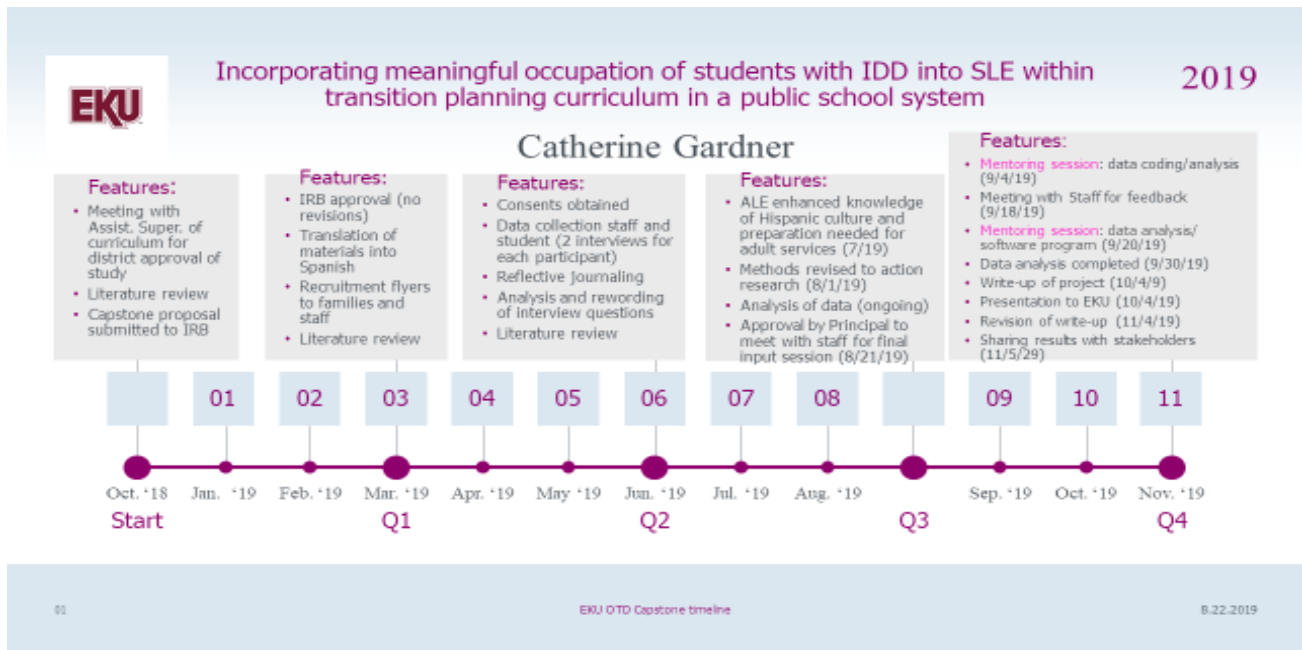 EKU
Incorporating meaningful occupation of students with IDD into SLE within
transition planning curriculum in a public school system
2019
Catherine Gardner
Features:
• Meeting with
Assist. Super. of
curriculum for
district approval of
study
• Literature review
• Capstone proposal
submitted to IRB
Features:
• IRB approval (no
revisions)
• Translation of
materials into
Spanish
• Recruitment flyers
to families and
staff
• Literature review
Features:
• Consents obtained
• Data collection staff and
student (2 interviews for
each participant)
• Reflective journaling
• Analysis and rewording
of interview questions
• Literature review
Features:
• ALE enhanced knowledge
of Hispanic culture and
preparation needed for
adult services (7/19)
• Methods revised to action
research (8/1/19)
• Analysis of data (ongoing)
• Approval by Principal to
meet with staff for final
input session (8/21/19)
Features:
• Mentoring session: data coding/analysis
(9/4/19)
• Meeting with Staff for feedback
(9/18/19)
• Mentoring session: data analysis/
software program (9/20/19)
• Data analysis completed (9/30/19)
• Write-up of project (10/4/9)
• Presentation to EKU (10/4/19)
• Revision of write-up (11/4/19)
• Sharing results with stakeholders
(11/5/29)
01 02 03 04 05 06 07 08 09 10 11
Oct. ‘18 Jan. ‘19 Feb. ‘19 Mar. ‘19 Apr. ‘19 May ‘19 Jun. ‘19 Jul. ‘19 Aug. ‘19 Sep. ‘19 Oct. ‘19 Nov. ‘19
Start Q1 Q2 Q3 Q4
01 EKU OTD Capstone timeline 8.22.2019